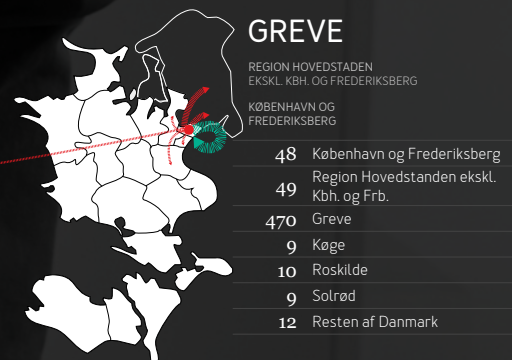 GREVE
REGION HOVEDSTADEN
EKSKL. KBH. OG FREDERIKSBERG
KØBENHAVN OG
FREDERIKSBERG
48 København og Frederiksberg
49 Region Hovedstanden ekskl.
Kbh. og Frb.
470 Greve
9 Køge
10 Roskilde
9 Solrød
12 Resten af Danmark